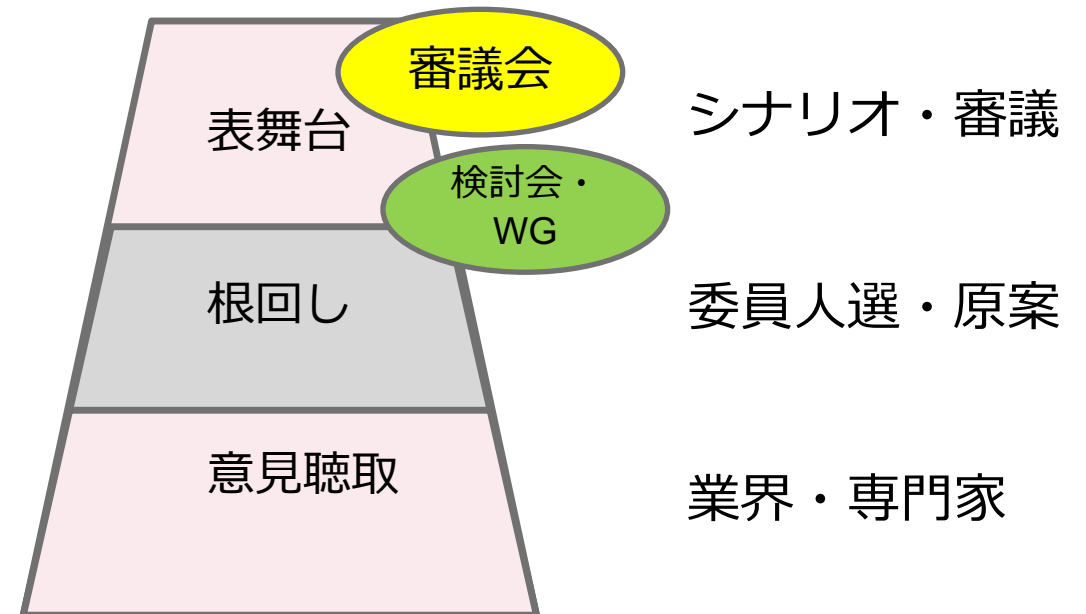 審議会
表舞台
シナリオ・審議
検討会・
WG
根回し
委員人選・原案
意見聴取
業界・専門家